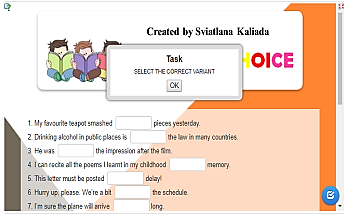 Created by Sviatlana Kaliada
Task
SELECT THE CORRECT VARIANT
OK
HOICE
1. My favourite teapot smashed pieces yesterday.
2. Drinking alcohol in public places is the law in many countries.
3. He was the impression after the film.
4. I can recite all the poems I learnt in my childhood memory.
5. This letter must be posted delay!
6. Hurry up, please. We're a bit the schedule.
7. I'm sure the plane will arrive long.